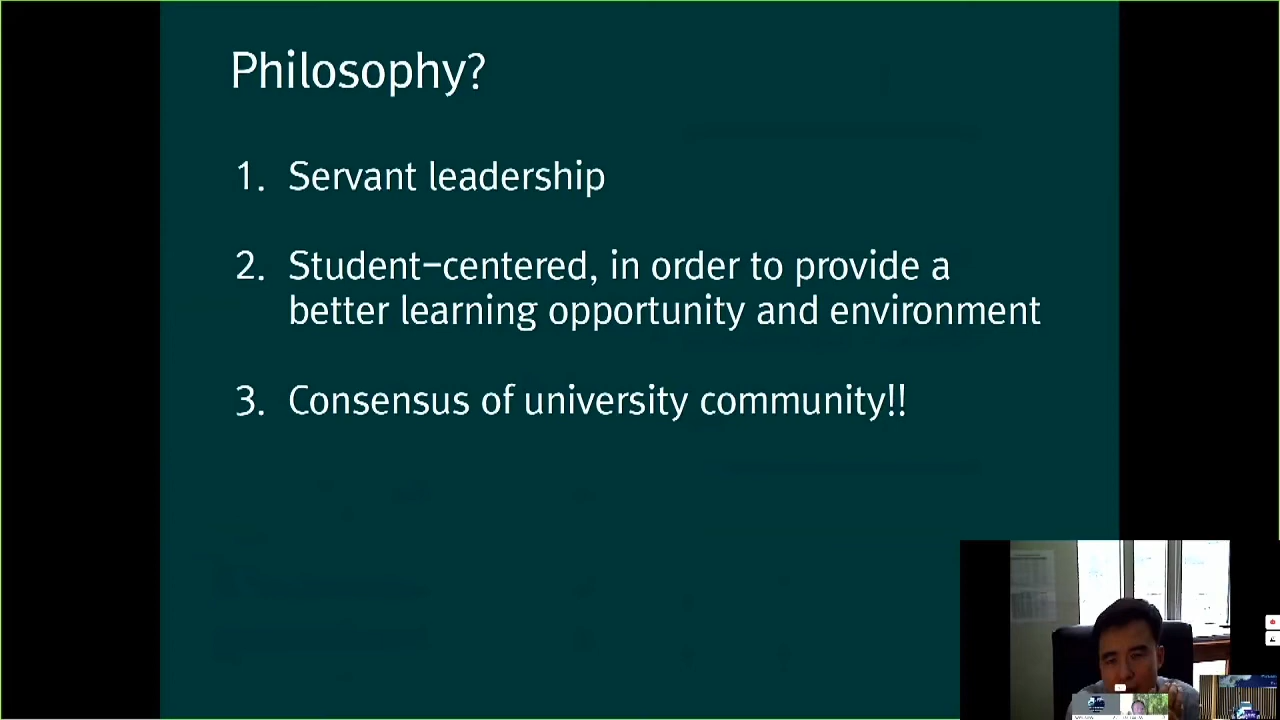 Philosophy?
1. Servant leadership
2. Student-centered, in order to provide a
better learning opportunity and environment
3. Consensus of university community!!